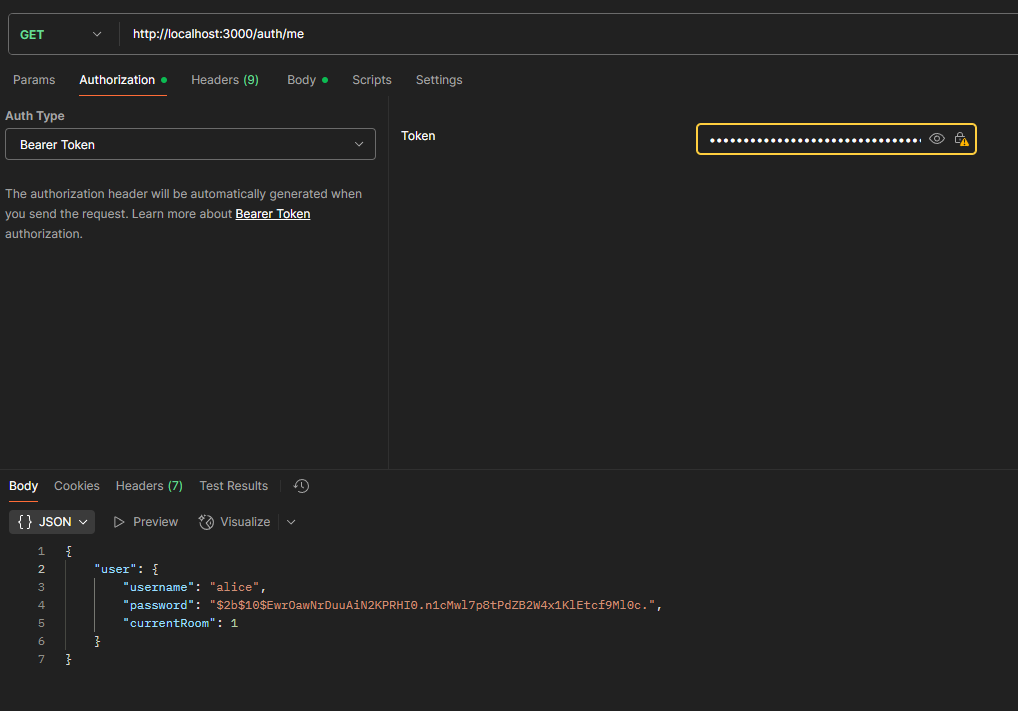 GET http://localhost:3000/auth/me
Params Authorization Headers (9) Body Scripts Settings
Auth Type
Bearer Token
Token
The authorization header will be automatically generated when
you send the request. Learn more about Bearer Token
authorization.
Body Cookies Headers (7) Test Results
{} JSON Preview Visualize
1 {
2 "user": {
3 "username": "alice",
4 "password": "$2b$10$EwrOawNrDuuAiN2KPRHI0.n1cMwl7p8tPdZB2W4x1KlEtcf9Ml0c.",
5 "currentRoom": 1
6 }
7 }